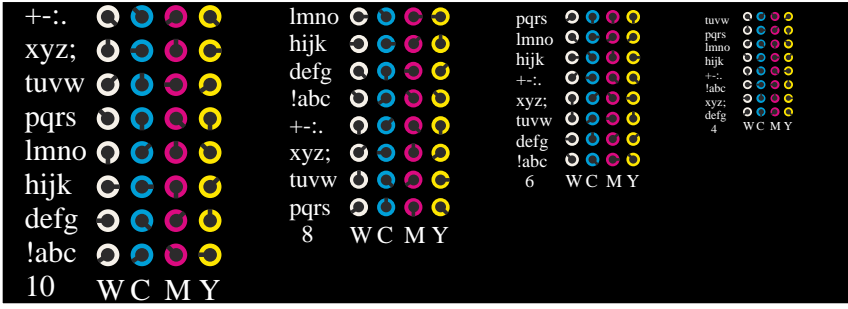 +-:.
xyz;
tuvw
pqrs
lmno
hijk
defg
!abc
10 W C M Y
lmno
hijk
defg
!abc
+-:.
xyz;
tuvw
pqrs
8 W C M Y
pqrs
lmno
hijk
+-:.
xyz;
tuvw
defg
!abc
6 W C M Y
tuvw
pqrs
lmno
hijk
+-:.
!abc
xyz;
defg
4 W C M Y